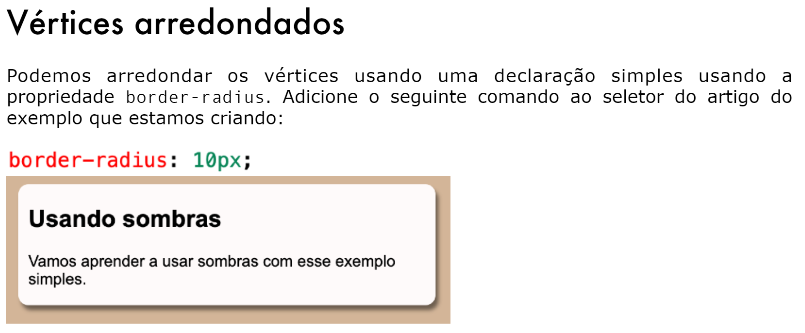 Vértices arredondados
Podemos arredondar os vértices usando uma declaração simples usando a
propriedade border-radius. Adicione o seguinte comando ao seletor do artigo do
exemplo que estamos criando:
border-radius: 10px;
Usando sombras
Vamos aprender a usar sombras com esse exemplo
simples.